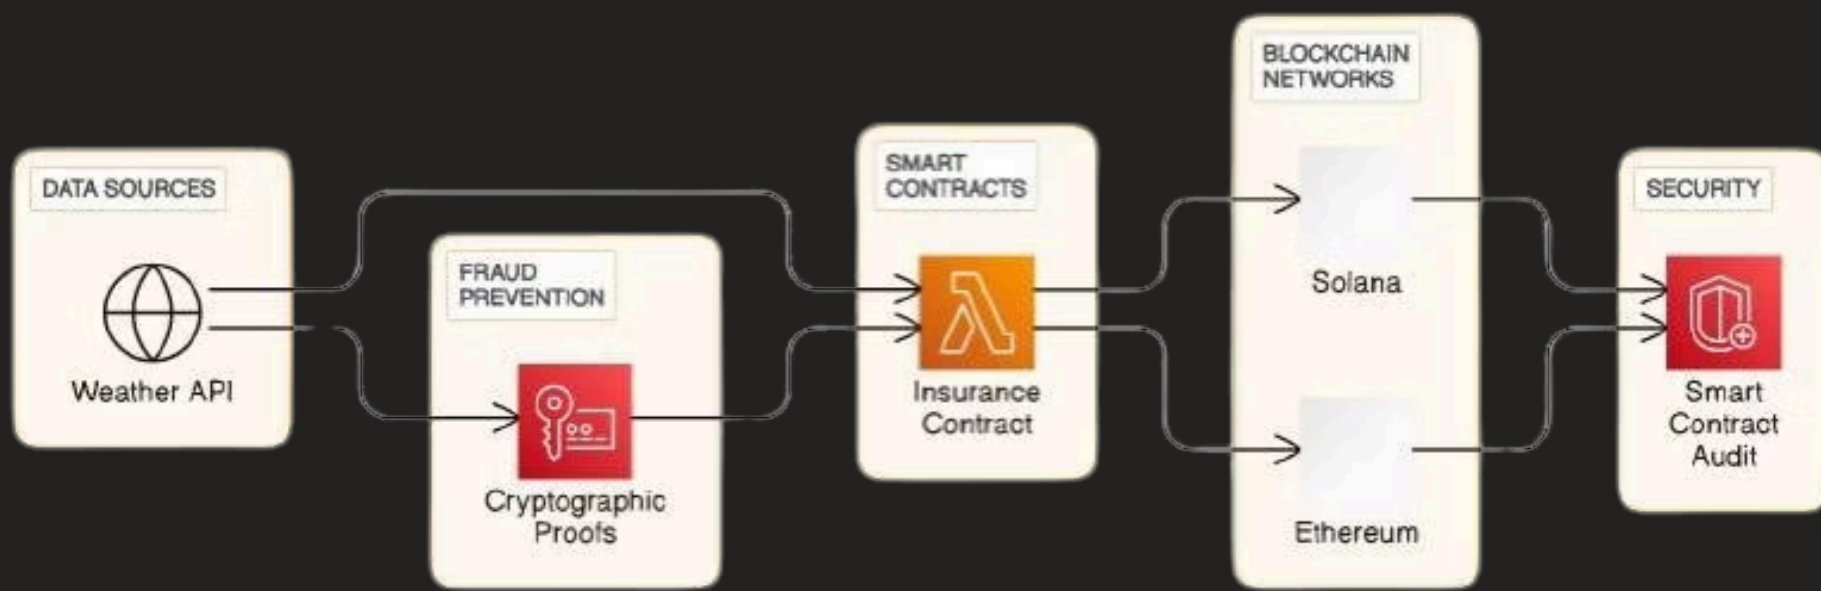 DATA SOURCES
Weather API
FRAUD
PREVENTION
Cryptographic
Proofs
SMART
CONTRACTS
Insurance
Contract
BLOCKCHAIN
NETWORKS
Solana
Ethereum
SECURITY
Smart
Contract
Audit